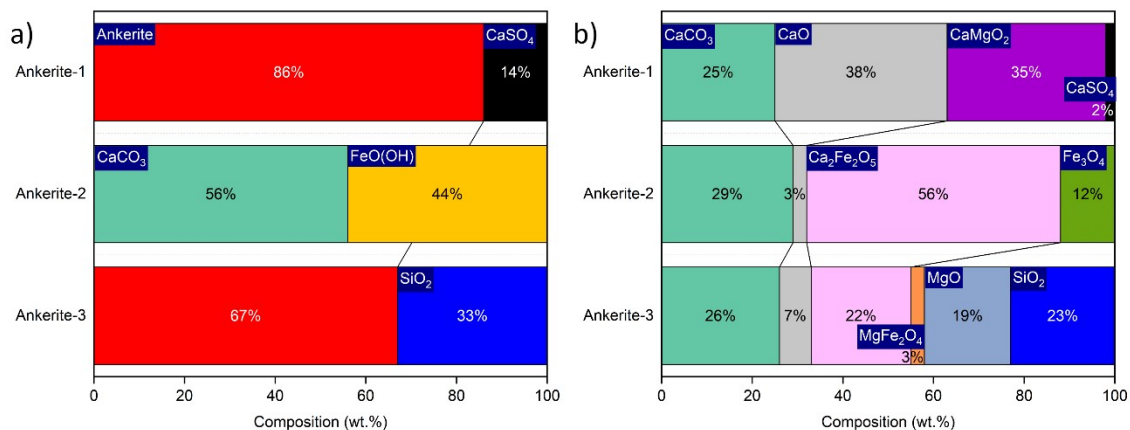 a)
Ankerite
CaSO₄
Ankerite-1
86%
14%
CaCO₃
FeO(OH)
Ankerite-2
56%
44%
SiO₂
Ankerite-3
67%
33%
0 20 40 60 80 100
Composition (wt.%)
b)
CaCO₃
CaO
CaMgO₂
Ankerite-1
25%
38%
35%
CaSO₄
2%
Ca₂Fe₂O₅
Fe₃O₄
Ankerite-2
29%
3%
56%
12%
MgO
SiO₂
Ankerite-3
26%
7%
22%
19%
23%
MgFe₂O₄
3%
0 20 40 60 80 100
Composition (wt.%)